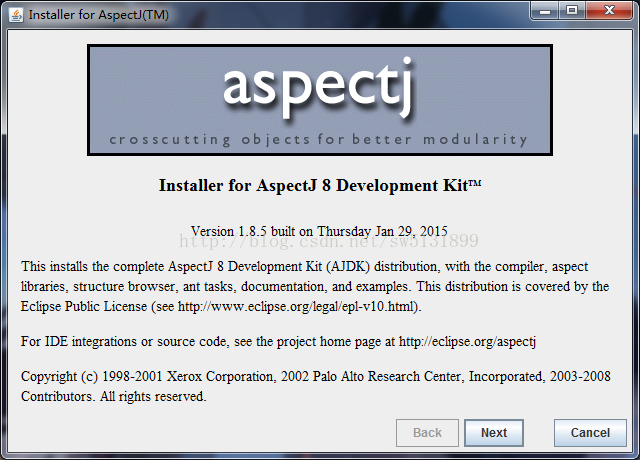 Installer for AspectJ(TM)
aspectj
crosscutting objects for better modularity
Installer for AspectJ 8 Development Kit™
Version 1.8.5 built on Thursday Jan 29, 2015
http://blog.csdn.net/sw5131899
This installs the complete AspectJ 8 Development Kit (AJDK) distribution, with the compiler, aspect
libraries, structure browser, ant tasks, documentation, and examples. This distribution is covered by the
Eclipse Public License (see http://www.eclipse.org/legal/epl-v10.html).
For IDE integrations or source code, see the project home page at http://eclipse.org/aspectj
Copyright (c) 1998-2001 Xerox Corporation, 2002 Palo Alto Research Center, Incorporated, 2003-2008
Contributors. All rights reserved.
Back Next Cancel